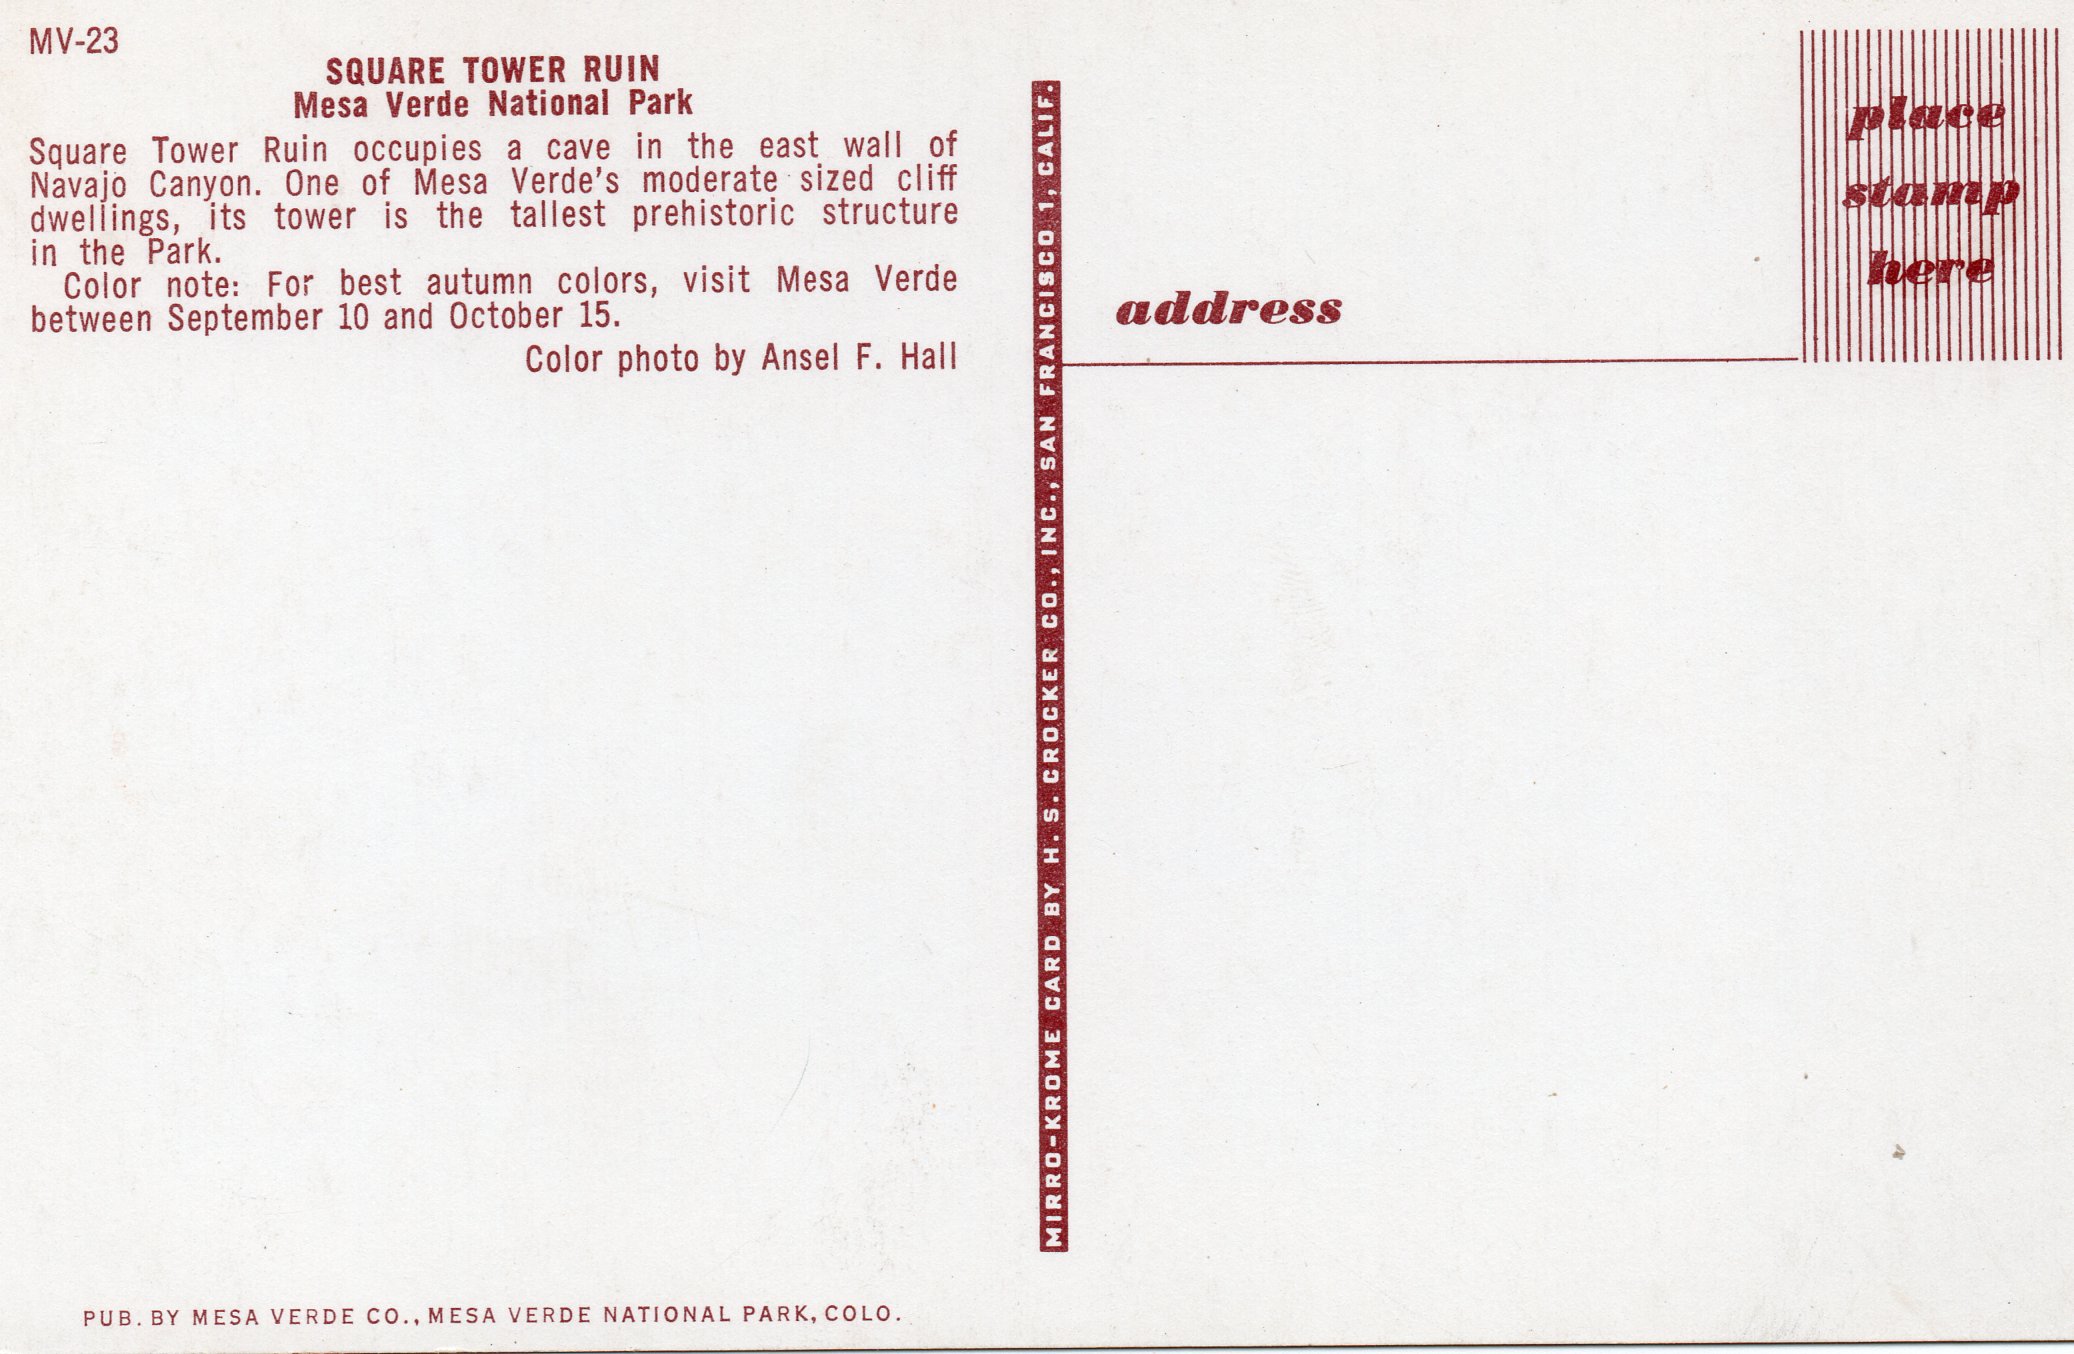 MV-23
SQUARE TOWER RUIN
Mesa Verde National Park
Square Tower Ruin occupies a cave in the east wall of
Navajo Canyon. One of Mesa Verde's moderate sized cliff
dwellings, its tower is the tallest prehistoric structure
in the Park.
Color note: For best autumn colors, visit Mesa Verde
between September 10 and October 15.
Color photo by Ansel F. Hall
PUB. BY MESA VERDE CO., MESA VERDE NATIONAL PARK, COLO.
MIRRO-KROME CARD BY H. S. CROCKER CO., INC., SAN FRANCISCO 1, CALIF.
place
stamp
here
address